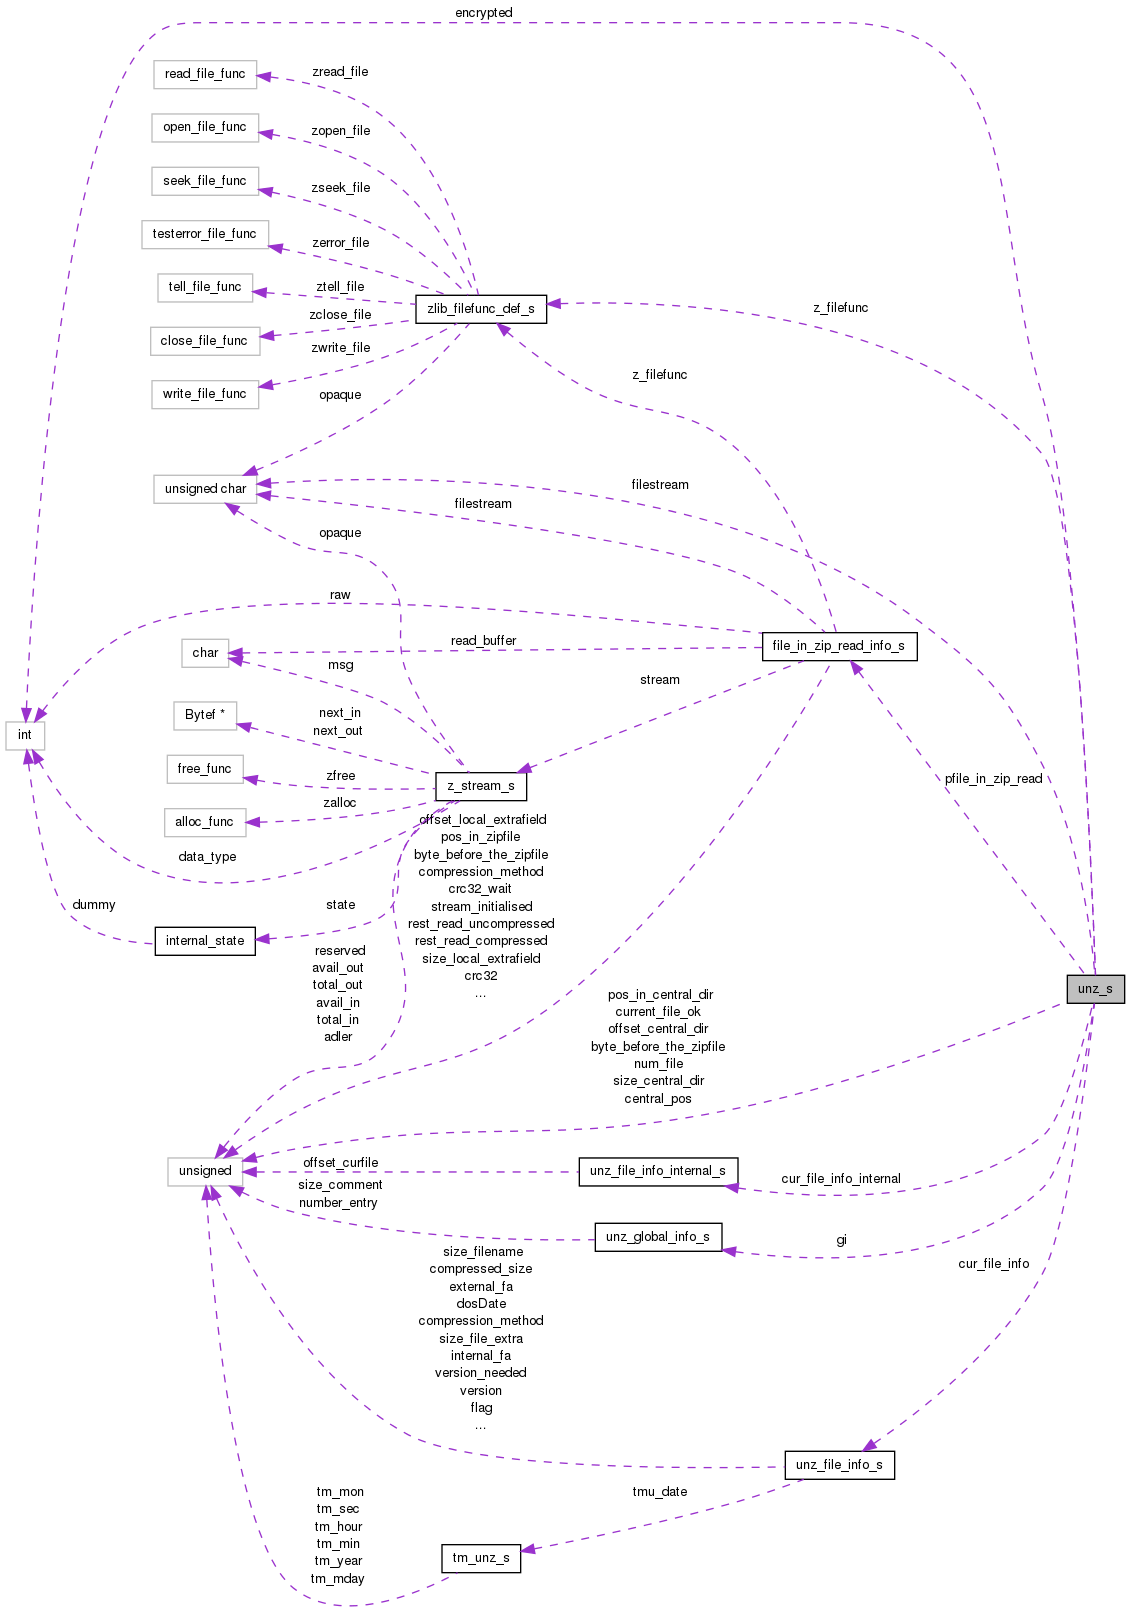 encrypted
read_file_func
zread_file
open_file_func
zopen_file
seek_file_func
zseek_file
testerror_file_func
zerror_file
tell_file_func
ztell_file
zlib_filefunc_def_s
z_filefunc
close_file_func
zclose_file
write_file_func
zwrite_file
z_filefunc
opaque
unsigned char
filestream
filestream
opaque
raw
char
read_buffer
file_in_zip_read_info_s
msg
stream
Bytef *
next_in
next_out
int
free_func
zfree
z_stream_s
pfile_in_zip_read
alloc_func
zalloc
data_type
offset_local_extrafield
pos_in_zipfile
byte_before_the_zipfile
compression_method
crc32_wait
stream_initialised
rest_read_uncompressed
rest_read_compressed
size_local_extrafield
crc32
...
dummy
state
internal_state
reserved
avail_out
total_out
avail_in
total_in
adler
unz_s
pos_in_central_dir
current_file_ok
offset_central_dir
byte_before_the_zipfile
num_file
size_central_dir
central_pos
unsigned
offset_curfile
unz_file_info_internal_s
cur_file_info_internal
size_comment
number_entry
unz_global_info_s
gi
cur_file_info
size_filename
compressed_size
external_fa
dosDate
compression_method
size_file_extra
internal_fa
version_needed
version
flag
...
unz_file_info_s
tmu_date
tm_mon
tm_sec
tm_hour
tm_min
tm_year
tm_mday
tm_unz_s